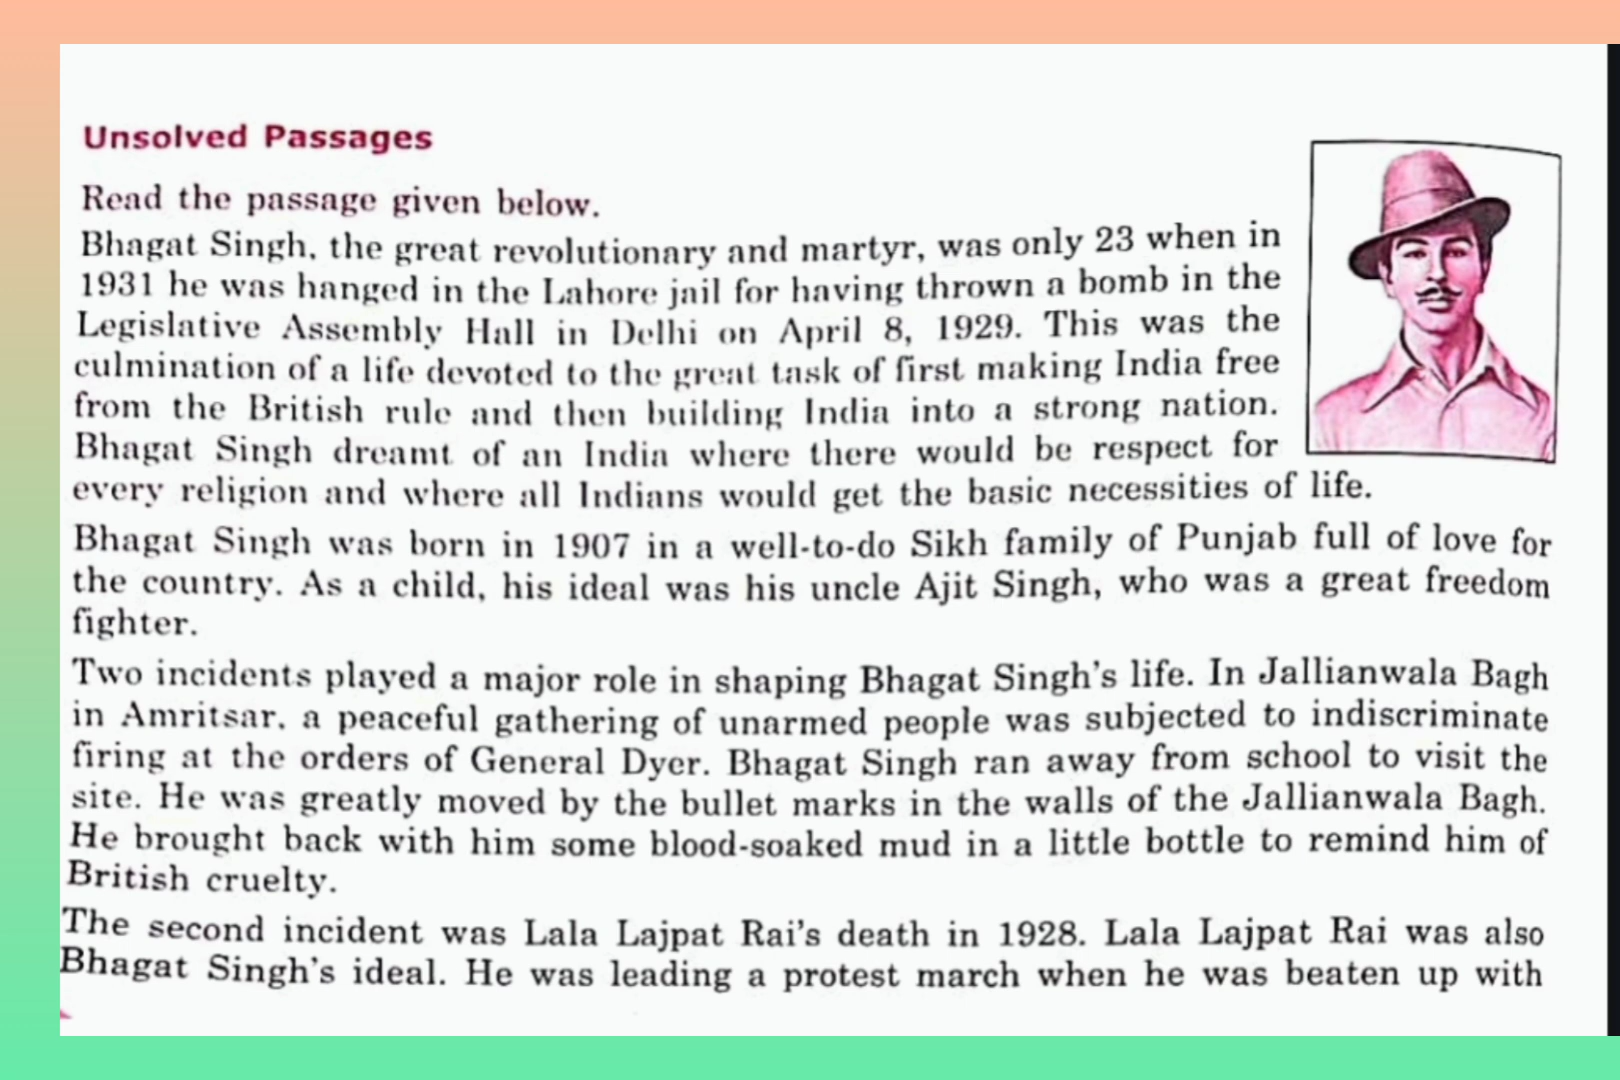 Unsolved Passages
Read the passage given below.
Bhagat Singh, the great revolutionary and martyr, was only 23 when in
1931 he was hanged in the Lahore jail for having thrown a bomb in the
Legislative Assembly Hall in Delhi on April 8, 1929. This was the
culmination of a life devoted to the great task of first making India free
from the British rule and then building India into a strong nation.
Bhagat Singh dreamt of an India where there would be respect for
every religion and where all Indians would get the basic necessities of life.
Bhagat Singh was born in 1907 in a well-to-do Sikh family of Punjab full of love for
the country. As a child, his ideal was his uncle Ajit Singh, who was a great freedom
fighter.
Two incidents played a major role in shaping Bhagat Singh's life. In Jallianwala Bagh
in Amritsar, a peaceful gathering of unarmed people was subjected to indiscriminate
firing at the orders of General Dyer. Bhagat Singh ran away from school to visit the
site. He was greatly moved by the bullet marks in the walls of the Jallianwala Bagh.
He brought back with him some blood-soaked mud in a little bottle to remind him of
British cruelty.
The second incident was Lala Lajpat Rai's death in 1928. Lala Lajpat Rai was also
Bhagat Singh's ideal. He was leading a protest march when he was beaten up with